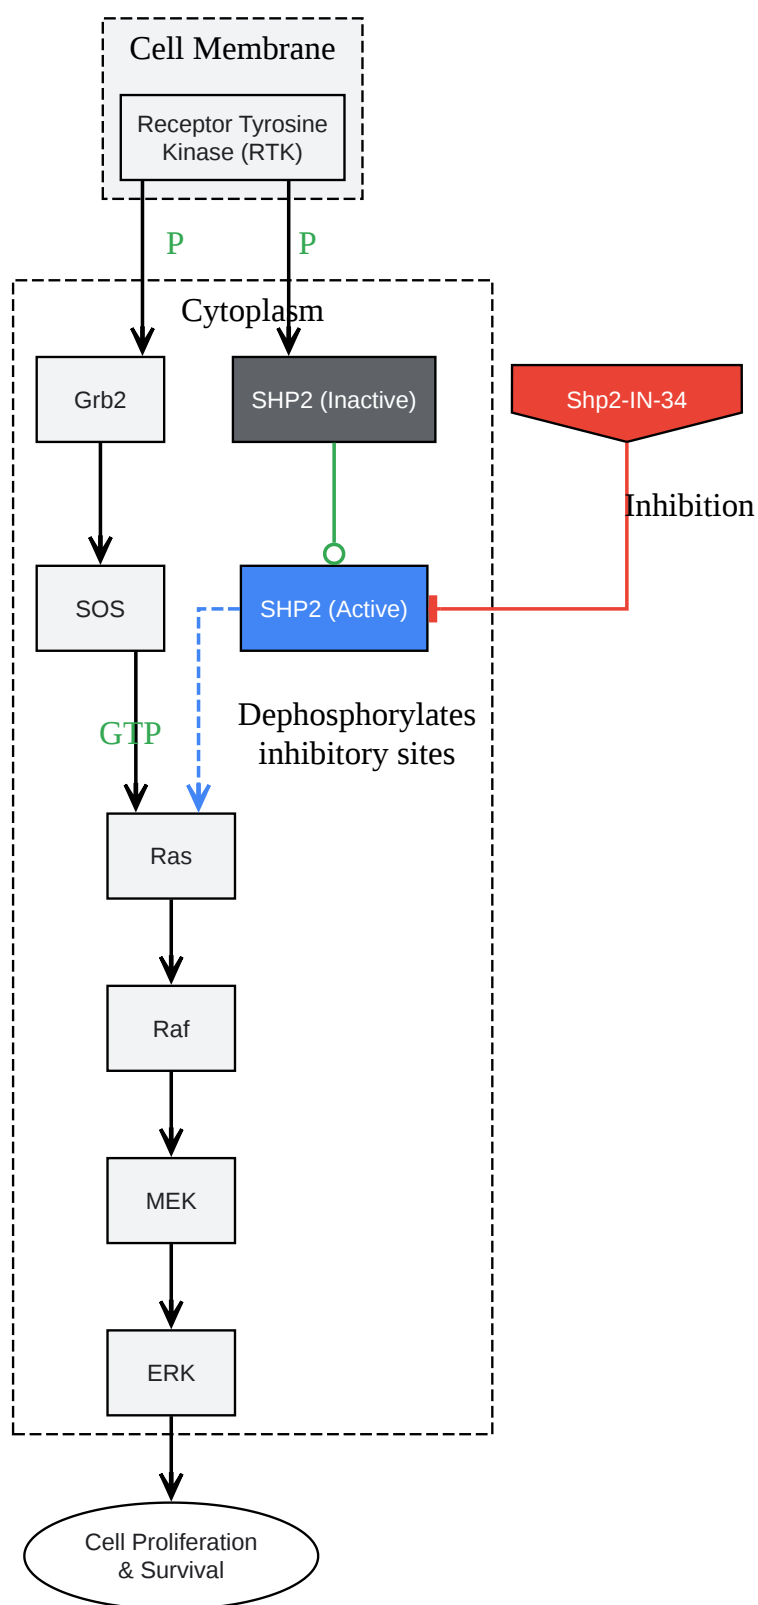 Cell Membrane
Receptor Tyrosine
Kinase (RTK)
P
P
Cytoplasm
Grb2
SHP2 (Inactive)
Shp2-IN-34
Inhibition
SOS
SHP2 (Active)
GTP
Dephosphorylates
inhibitory sites
Ras
Raf
MEK
ERK
Cell Proliferation
& Survival